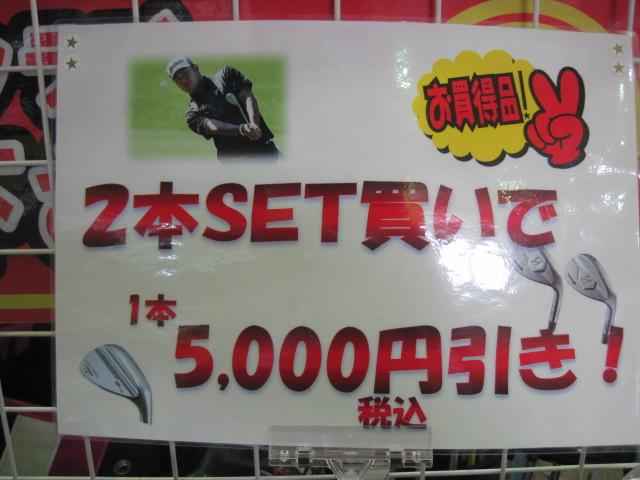 お買得品!
2本SET買いで
1本
5,000円引き!
税込